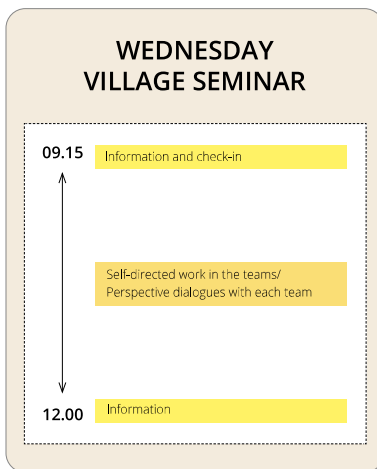 WEDNESDAY
VILLAGE SEMINAR
09.15 Information and check-in
Self-directed work in the teams/
Perspective dialogues with each team
12.00 Information